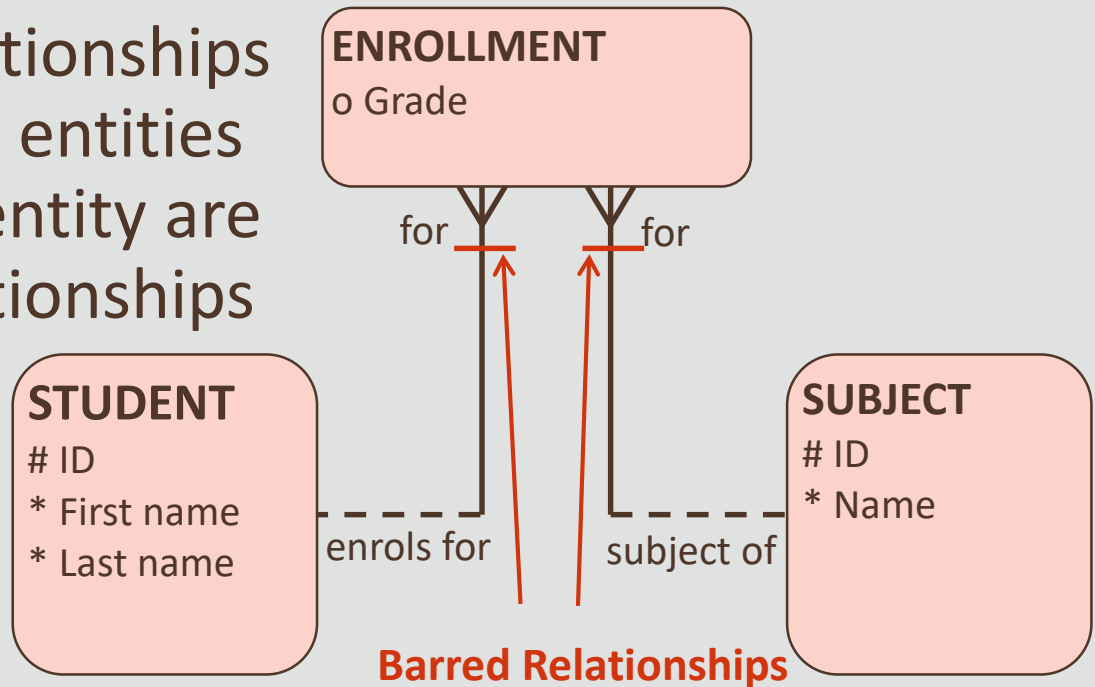 tionships
entities
entity are
tionships
ENROLLMENT
o Grade
for
for
STUDENT
# ID
* First name
* Last name
enrols for
subject of
SUBJECT
# ID
* Name
Barred Relationships